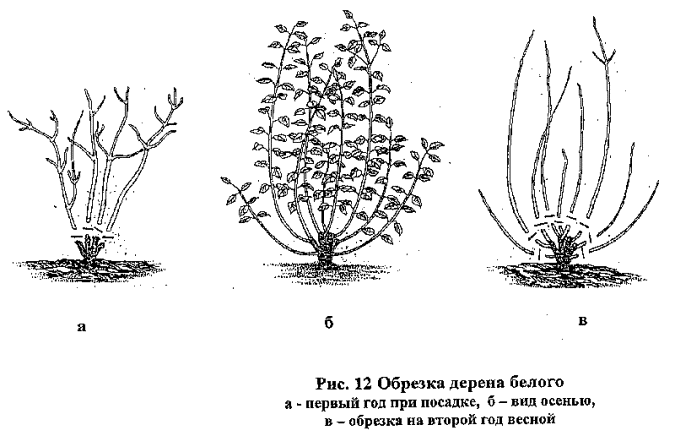 а
б
в
Рис. 12 Обрезка дерена белого
а - первый год при посадке, б – вид осенью,
в – обрезка на второй год весной